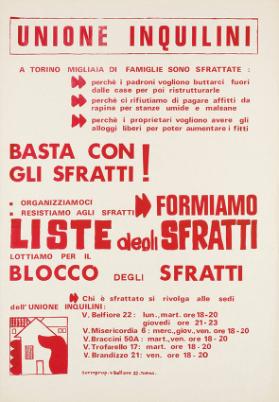 UNIONE INQUILINI
A TORINO MIGLIAIA DI FAMIGLIE SONO SFRATTATE :
perchè i padroni vogliono buttarci fuori
dalle case per poi ristrutturarle
perchè ci rifiutiamo di pagare affitti da
rapina per stanze umide e malsane
perchè i proprietari vogliono avere gli
alloggi liberi per poter aumentare i fitti
BASTA CON
GLI SFRATTI !
ORGANIZZIAMOCI
RESISTIAMO AGLI SFRATTI
FORMIAMO
LISTE degli SFRATTI
LOTTIAMO PER IL
BLOCCO DEGLI SFRATTI
Chi è sfrattato si rivolga alle sedi
dell'UNIONE INQUILINI:
V. Belfiore 22: lun., mart. ore 18-20
giovedì ore 21-23
V. Misericordia 6: merc., giov., ven. ore 18-20
V. Braccini 50A: mart., ven. ore 18-20
V. Trofarello 17: mart. ore 18-20
V. Brandizzo 21: ven. ore 18-20